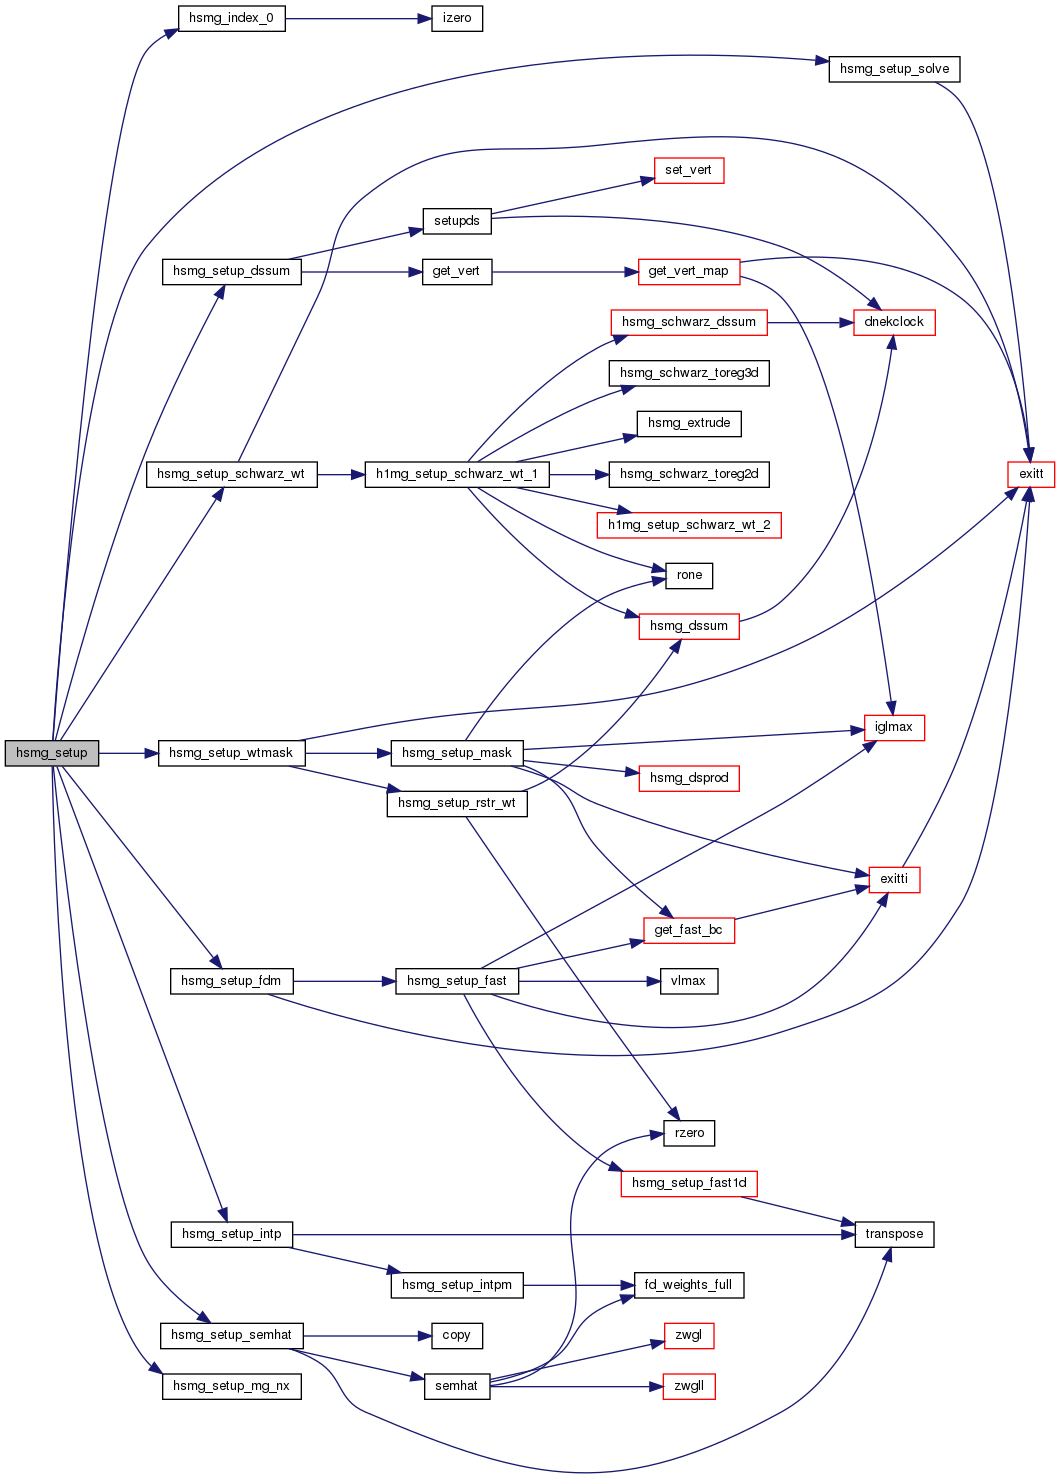 hsmg_index_0
izero
hsmg_setup_solve
set_vert
setupds
hsmg_setup_dssum
get_vert
get_vert_map
hsmg_schwarz_dssum
dnekclock
hsmg_schwarz_toreg3d
hsmg_extrude
hsmg_setup_schwarz_wt
h1mg_setup_schwarz_wt_1
hsmg_schwarz_toreg2d
exitt
h1mg_setup_schwarz_wt_2
rone
hsmg_dssum
iglmax
hsmg_setup
hsmg_setup_wtmask
hsmg_setup_mask
hsmg_dsprod
hsmg_setup_rstr_wt
exitti
get_fast_bc
hsmg_setup_fdm
hsmg_setup_fast
vlmax
rzero
hsmg_setup_fast1d
hsmg_setup_intp
transpose
hsmg_setup_intpm
fd_weights_full
hsmg_setup_semhat
copy
zwgl
hsmg_setup_mg_nx
semhat
zwgll